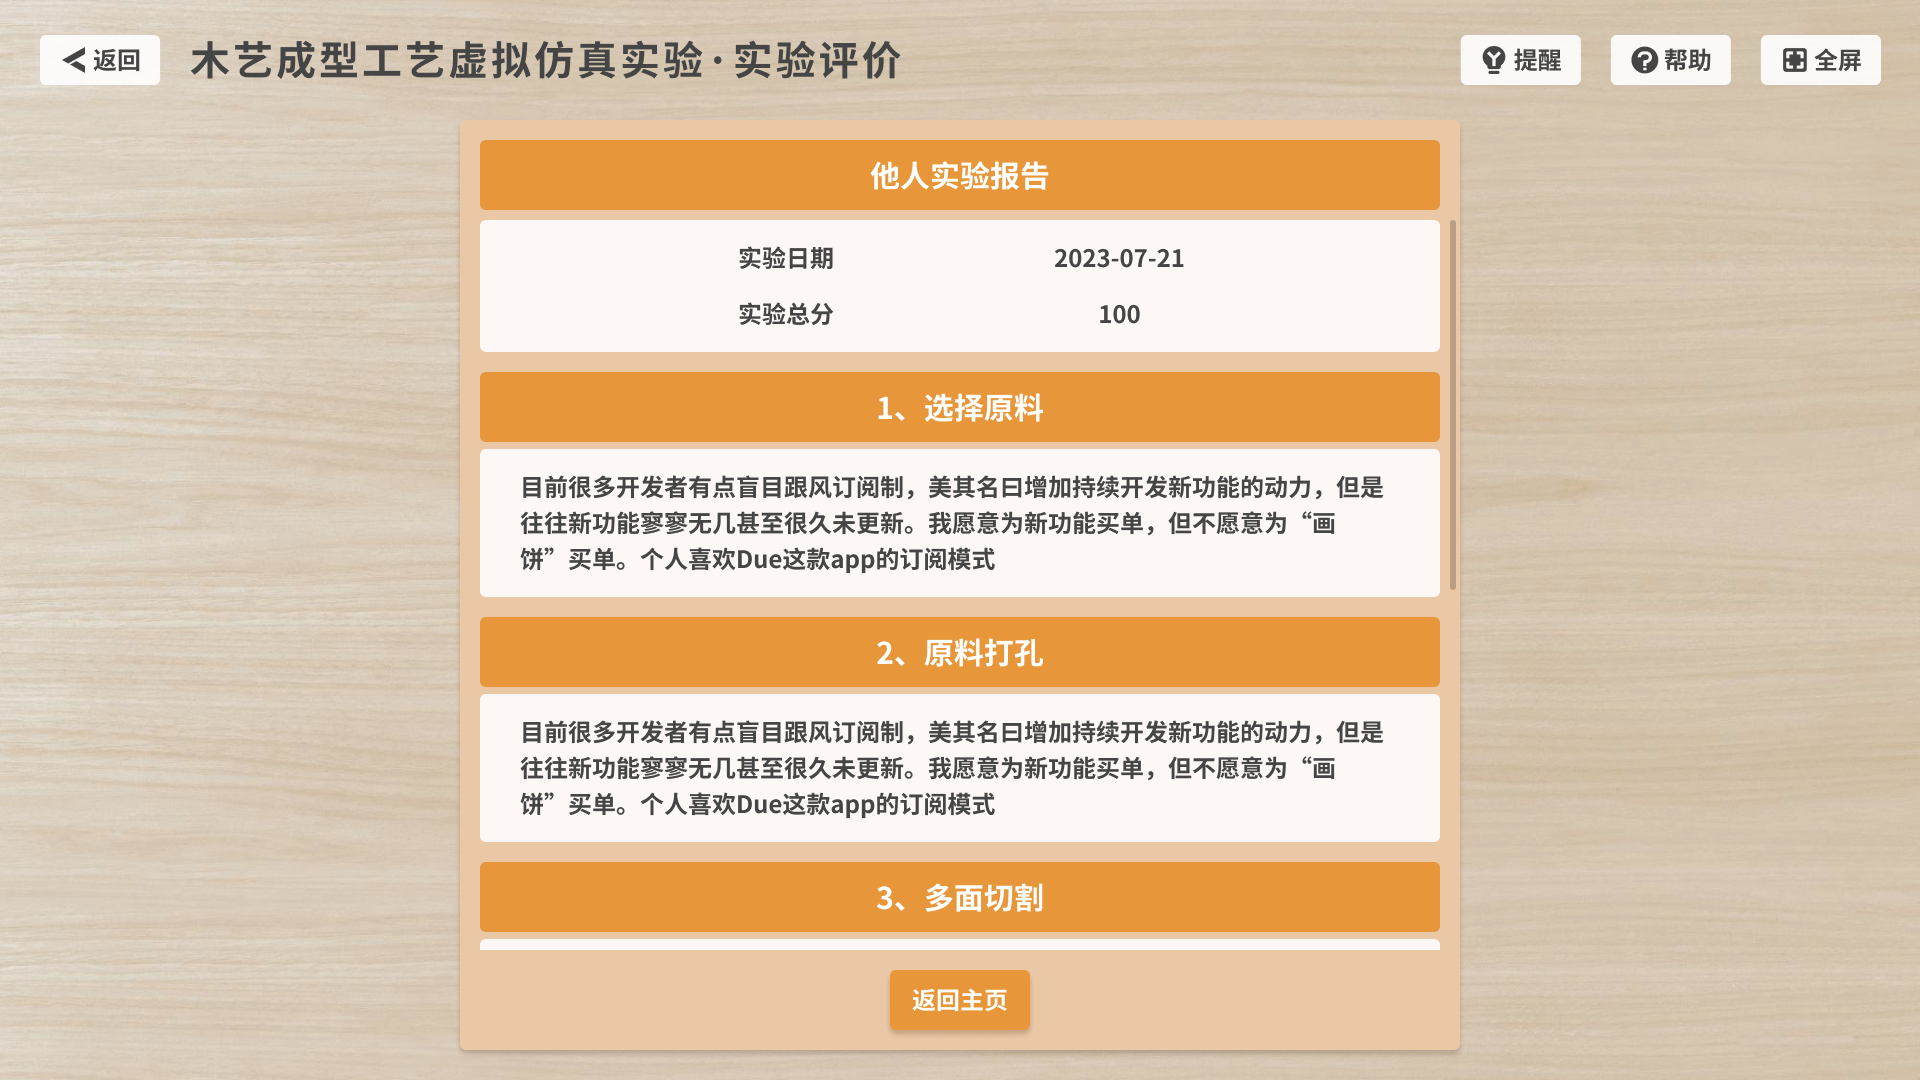 返回
木艺成型工艺虚拟仿真实验·实验评价
提醒
帮助
全屏
他人实验报告
实验日期 2023-07-21
实验总分 100
1、选择原料
目前很多开发者有点盲目跟风订阅制，美其名曰增加持续开发新功能的动力，但是
往往新功能寥寥无几甚至很久未更新。我愿意为新功能买单，但不愿意为“画
饼”买单。个人喜欢Due这款app的订阅模式
2、原料打孔
目前很多开发者有点盲目跟风订阅制，美其名曰增加持续开发新功能的动力，但是
往往新功能寥寥无几甚至很久未更新。我愿意为新功能买单，但不愿意为“画
饼”买单。个人喜欢Due这款app的订阅模式
3、多面切割
返回主页